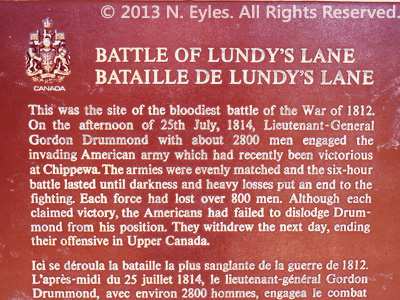 © 2013 N. Eyles. All Rights Reserved.
BATTLE OF LUNDY'S LANE
BATAILLE DE LUNDY'S LANE
CANADA
This was the site of the bloodiest battle of the War of 1812.
On the afternoon of 25th July, 1814, Lieutenant-General
Gordon Drummond with about 2800 men engaged the
invading American army which had recently been victorious
at Chippewa. The armies were evenly matched and the six-hour
battle lasted until darkness and heavy losses put an end to the
fighting. Each force had lost over 800 men. Although each
claimed victory, the Americans had failed to dislodge Drum-
mond from his position. They withdrew the next day, ending
their offensive in Upper Canada.
Ici se déroula la bataille la plus sanglante de la guerre de 1812.
L'après-midi du 25 juillet 1814, le lieutenant-général Gordon
Drummond, avec environ 2800 hommes, engagea le combat